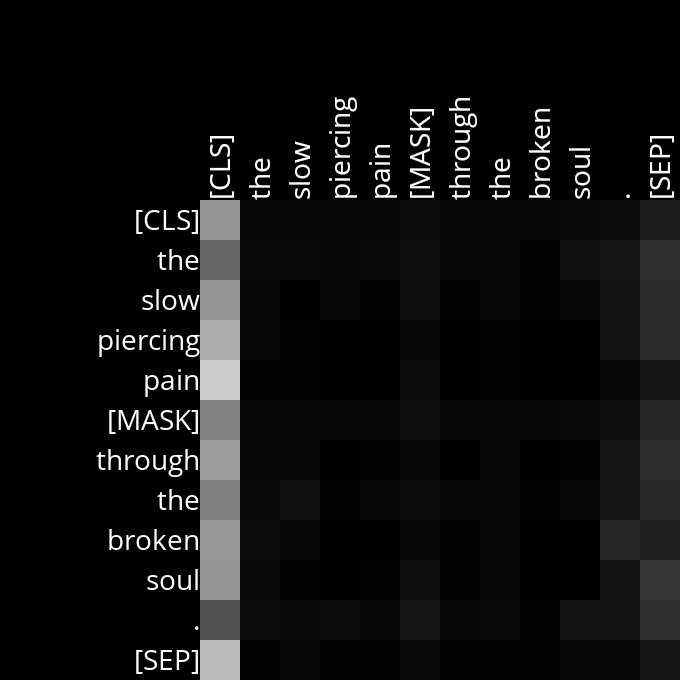 [CLS]
the
slow
piercing
pain
[MASK]
through
the
broken
soul
.
[SEP]
[CLS]
the
slow
piercing
pain
[MASK]
through
the
broken
soul
.
[SEP]